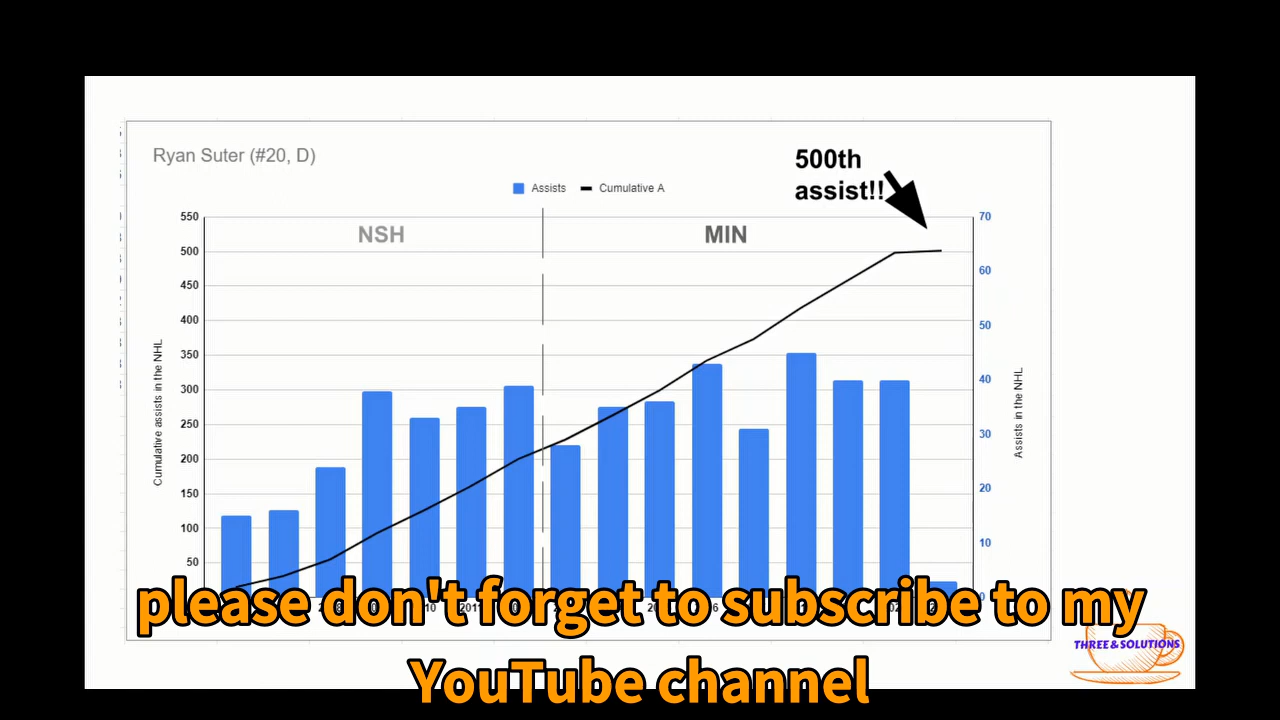 Ryan Suter (#20, D)
500th
assist!!
Assists
Cumulative A
NSH
MIN
550
500
450
400
350
300
250
200
150
100
50
70
60
50
40
30
20
10
0
Cumulative assists in the NHL
Assists in the NHL
please don't forget to subscribe to my
YouTube channel
THREE & SOLUTIONS